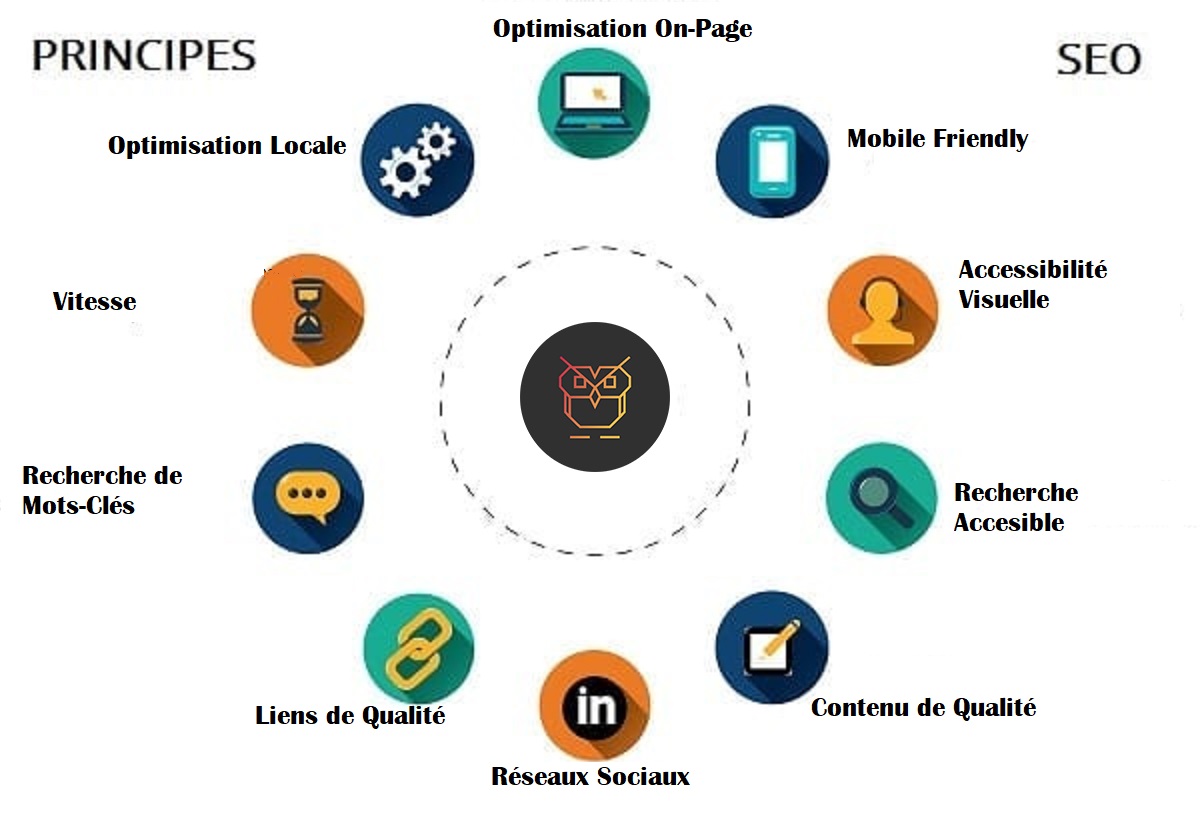 Optimisation On-Page
PRINCIPES
SEO
Optimisation Locale
Mobile Friendly
Vitesse
Accessibilité
Visuelle
Recherche de
Mots-Clés
Recherche
Accesible
Liens de Qualité
Contenu de Qualité
in
Réseaux Sociaux